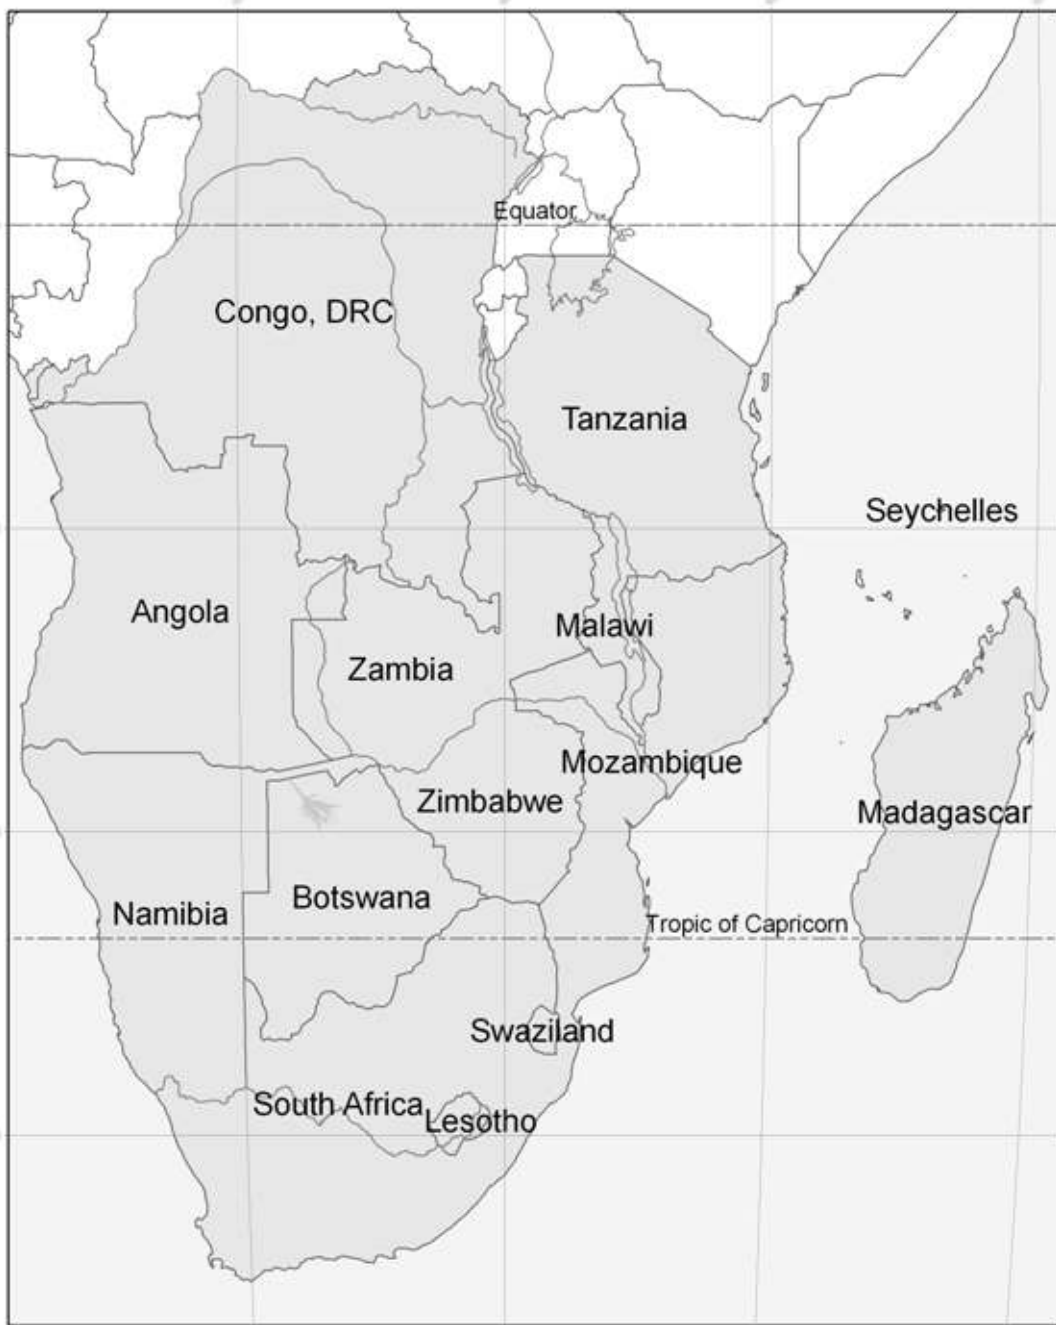 Equator
Congo, DRC
Tanzania
Seychelles
Angola
Malawi
Zambia
Mozambique
Zimbabwe
Madagascar
Botswana
Namibia
Tropic of Capricorn
Swaziland
South Africa
Lesotho